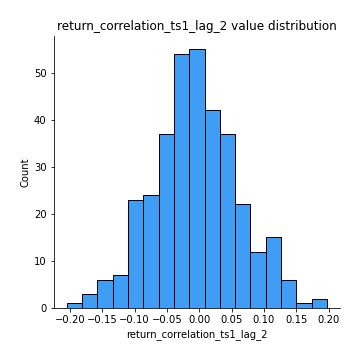 return_correlation_ts1_lag_2 value distribution
50
40
30
20
10
0
Count
−0.20 −0.15 −0.10 −0.05 0.00 0.05 0.10 0.15 0.20
return_correlation_ts1_lag_2